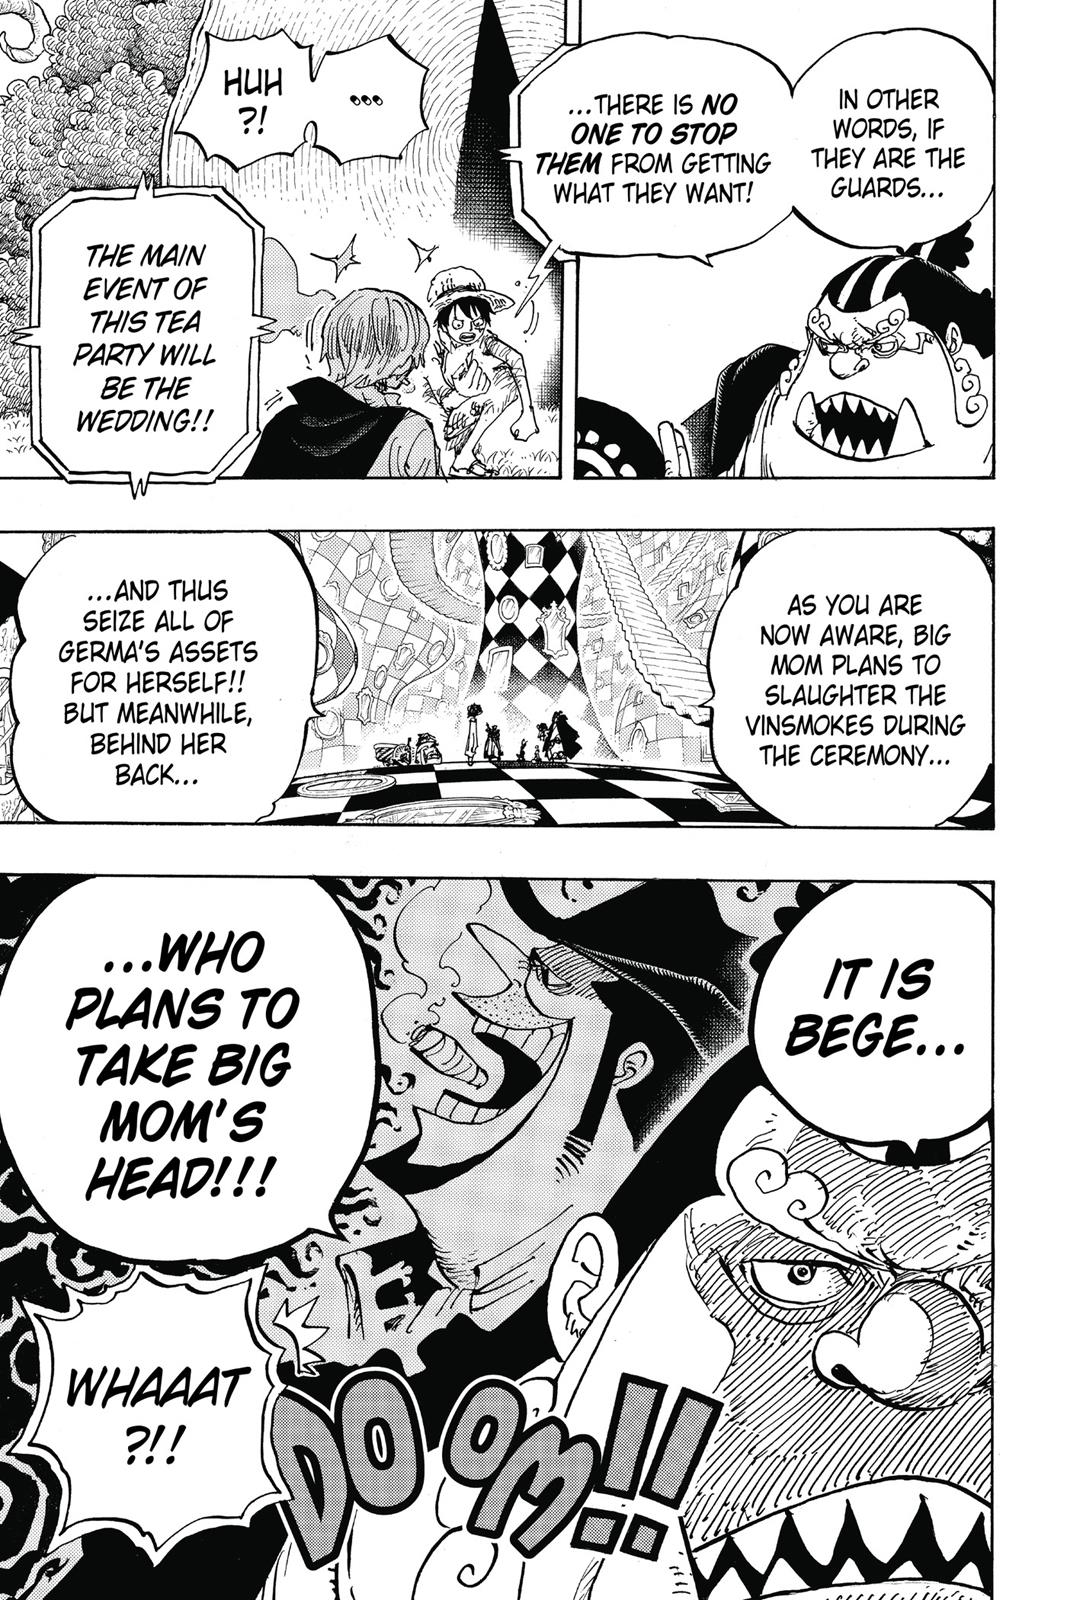 IN OTHER
WORDS, IF
THEY ARE THE
GUARDS...
...THERE IS NO
ONE TO STOP
THEM FROM GETTING
WHAT THEY WANT!
...
HUH
?!
THE MAIN
EVENT OF
THIS TEA
PARTY WILL
BE THE
WEDDING!!
AS YOU ARE
NOW AWARE, BIG
MOM PLANS TO
SLAUGHTER THE
VINSMOKES DURING
THE CEREMONY...
...AND THUS
SEIZE ALL OF
GERMA'S ASSETS
FOR HERSELF!!
BUT MEANWHILE,
BEHIND HER
BACK...
IT IS
BEGE...
...WHO
PLANS TO
TAKE BIG
MOM'S
HEAD!!!
WHAAAT
?!!
DOOM!!